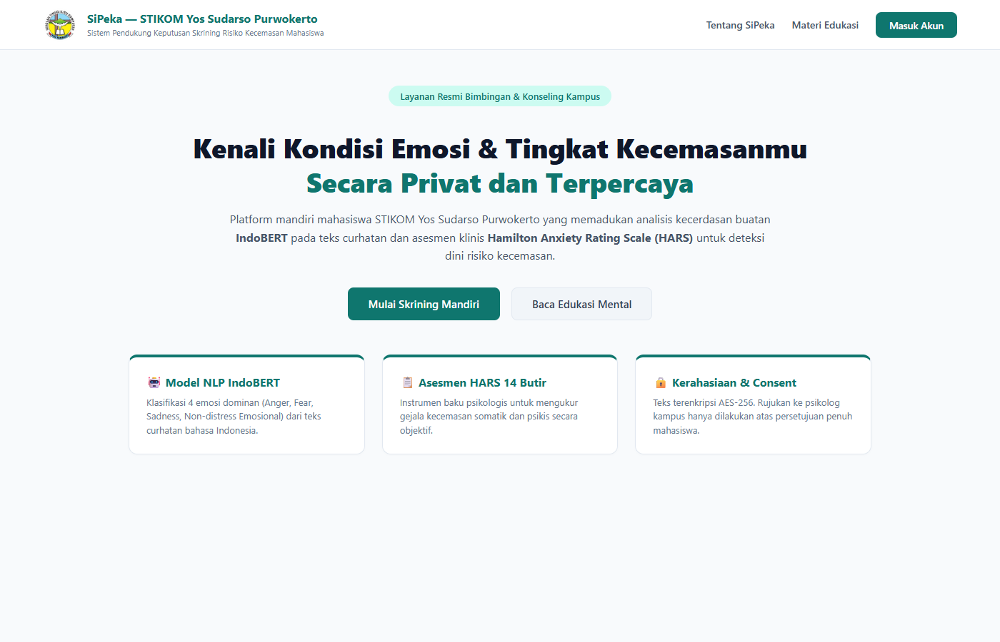 SiPeka — STIKOM Yos Sudarso Purwokerto
Sistem Pendukung Keputusan Skrining Risiko Kecemasan Mahasiswa
Tentang SiPeka
Materi Edukasi
Masuk Akun
Layanan Resmi Bimbingan & Konseling Kampus
Kenali Kondisi Emosi & Tingkat Kecemasanmu
Secara Privat dan Terpercaya
Platform mandiri mahasiswa STIKOM Yos Sudarso Purwokerto yang memadukan analisis kecerdasan buatan
IndoBERT pada teks curhatan dan asesmen klinis Hamilton Anxiety Rating Scale (HARS) untuk deteksi
dini risiko kecemasan.
Mulai Skrining Mandiri
Baca Edukasi Mental
Model NLP IndoBERT
Klasifikasi 4 emosi dominan (Anger, Fear,
Sadness, Non-distress Emosional) dari teks
curhatan bahasa Indonesia.
Asesmen HARS 14 Butir
Instrumen baku psikologis untuk mengukur
gejala kecemasan somatik dan psikis secara
objektif.
Kerahasiaan & Consent
Teks terenkripsi AES-256. Rujukan ke psikolog
kampus hanya dilakukan atas persetujuan penuh
mahasiswa.